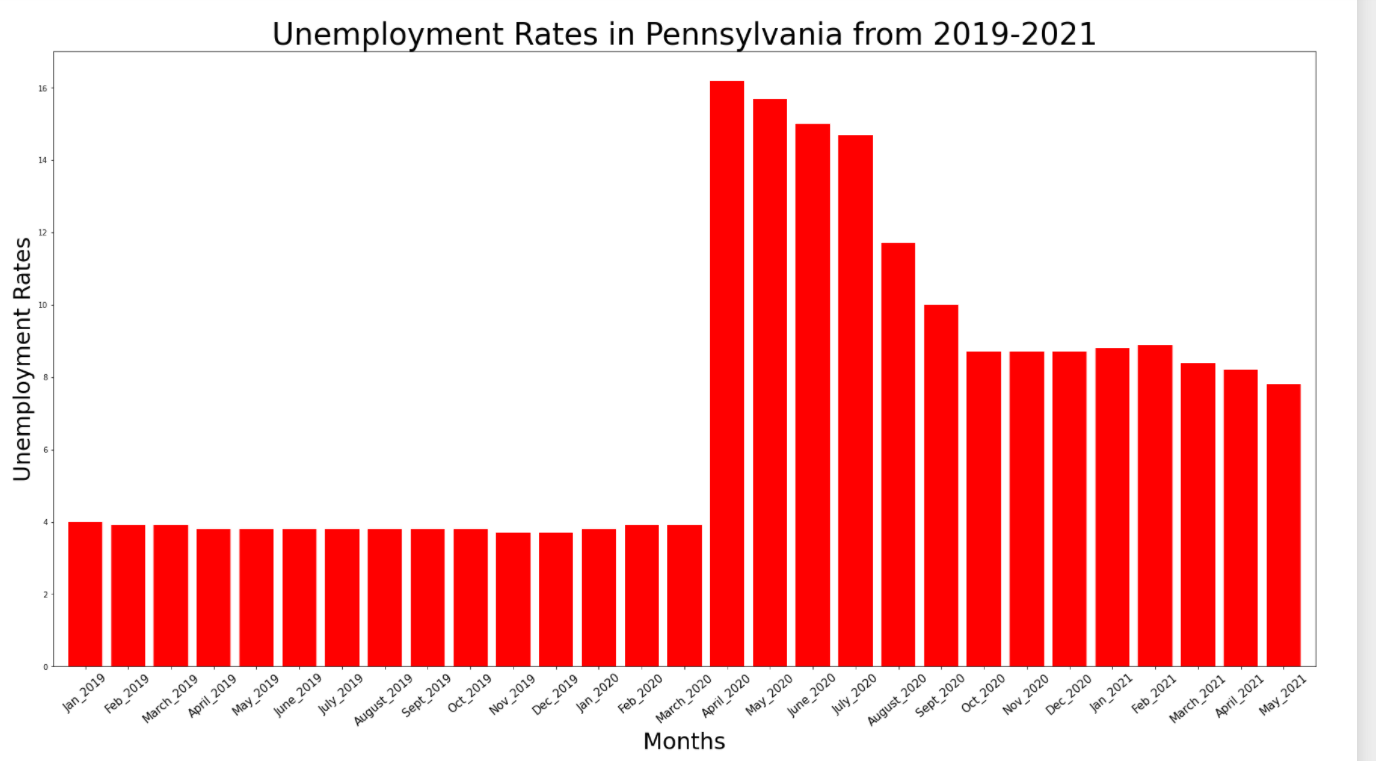 Unemployment Rates in Pennsylvania from 2019-2021
Unemployment Rates
16
14
12
10
8
6
4
2
0
Jan_2019
Feb_2019
March_2019
April_2019
May_2019
June_2019
July_2019
August_2019
Sept_2019
Oct_2019
Nov_2019
Dec_2019
Jan_2020
Feb_2020
March_2020
April_2020
May_2020
June_2020
July_2020
August_2020
Sept_2020
Oct_2020
Nov_2020
Dec_2020
Jan_2021
Feb_2021
March_2021
April_2021
May_2021
Months